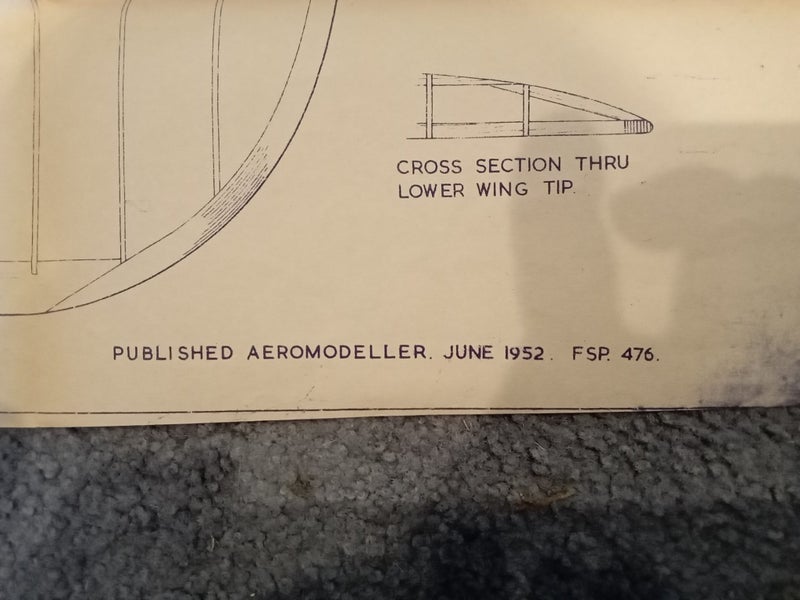 CROSS SECTION THRU
LOWER WING TIP.
PUBLISHED AEROMODELLER. JUNE 1952. FSP. 476.